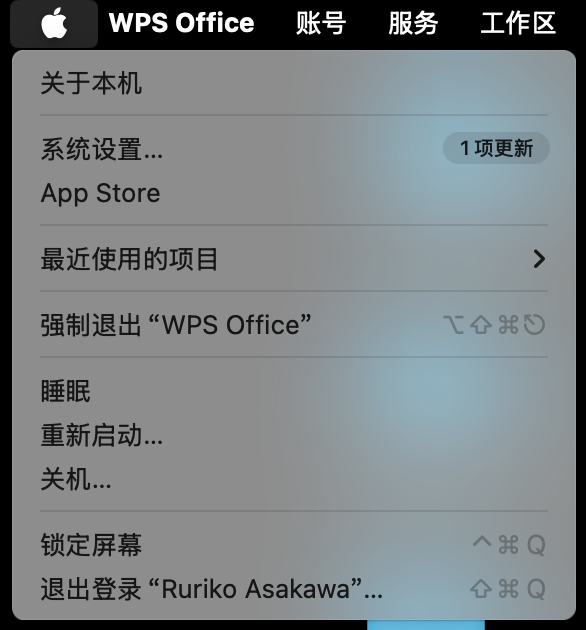 WPS Office 账号 服务 工作区
关于本机
系统设置... 1 项更新
App Store
最近使用的项目
强制退出 “WPS Office” ⌥⇧⌘⎋
睡眠
重新启动...
关机...
锁定屏幕 ^⌘Q
退出登录 “Ruriko Asakawa”... ⇧⌘Q